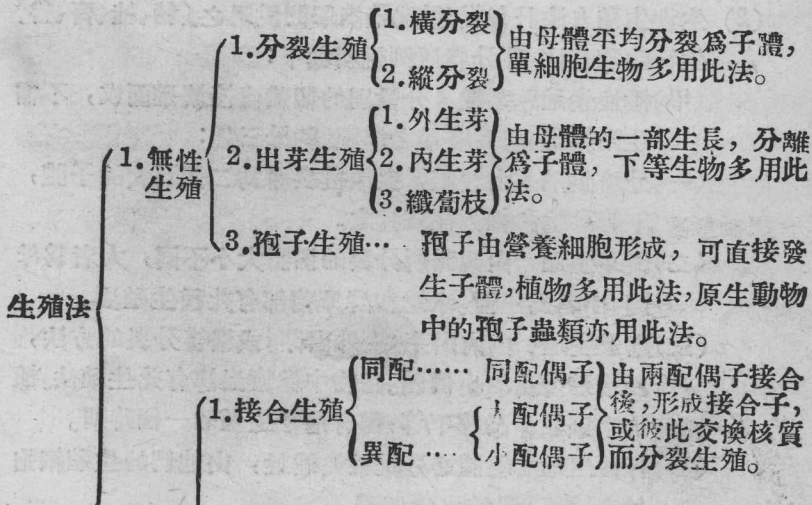 生殖法
1.無性
生殖
1.分裂生殖
1.橫分裂
2.縱分裂
由母體平均分裂爲子體，
單細胞生物多用此法。
2.出芽生殖
1.外生芽
2.內生芽
3.纖蔔枝
由母體的一部生長，分離
爲子體，下等生物多用此
法。
3.孢子生殖… 孢子由營養細胞形成，可直接發
生子體，植物多用此法，原生動物
中的孢子蟲類亦用此法。
1.接合生殖
同配…… 同配偶子
異配…
大配偶子
小配偶子
由兩配偶子接合
後，形成接合子，
或彼此交換核質
而分裂生殖。